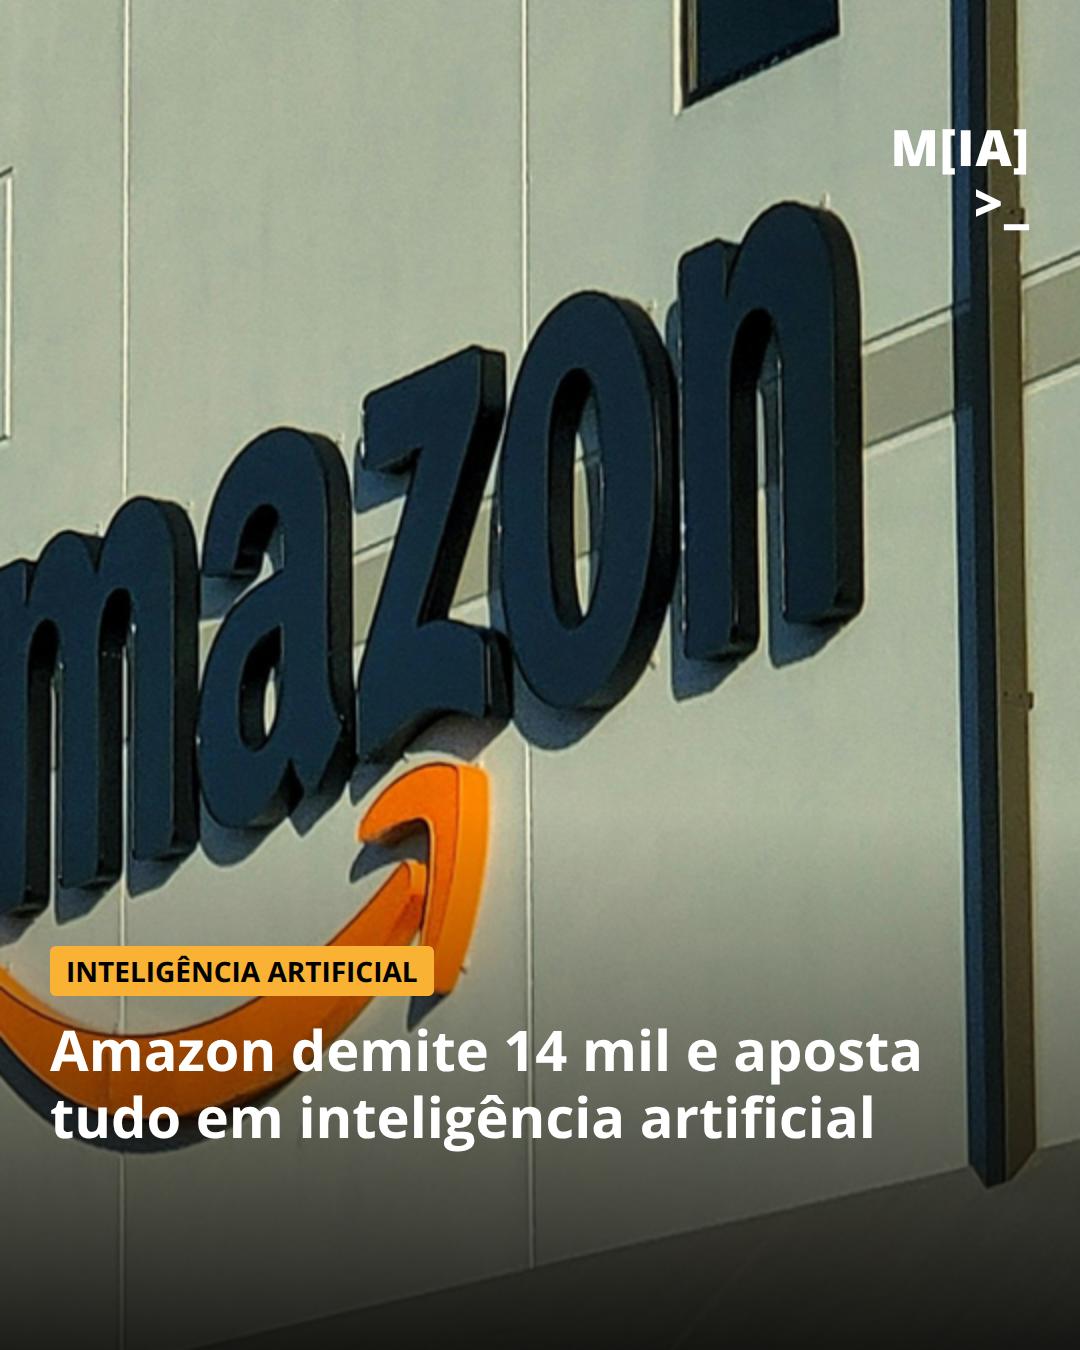 M[IA]
>_
amazon
INTELIGÊNCIA ARTIFICIAL
Amazon demite 14 mil e aposta
tudo em inteligência artificial